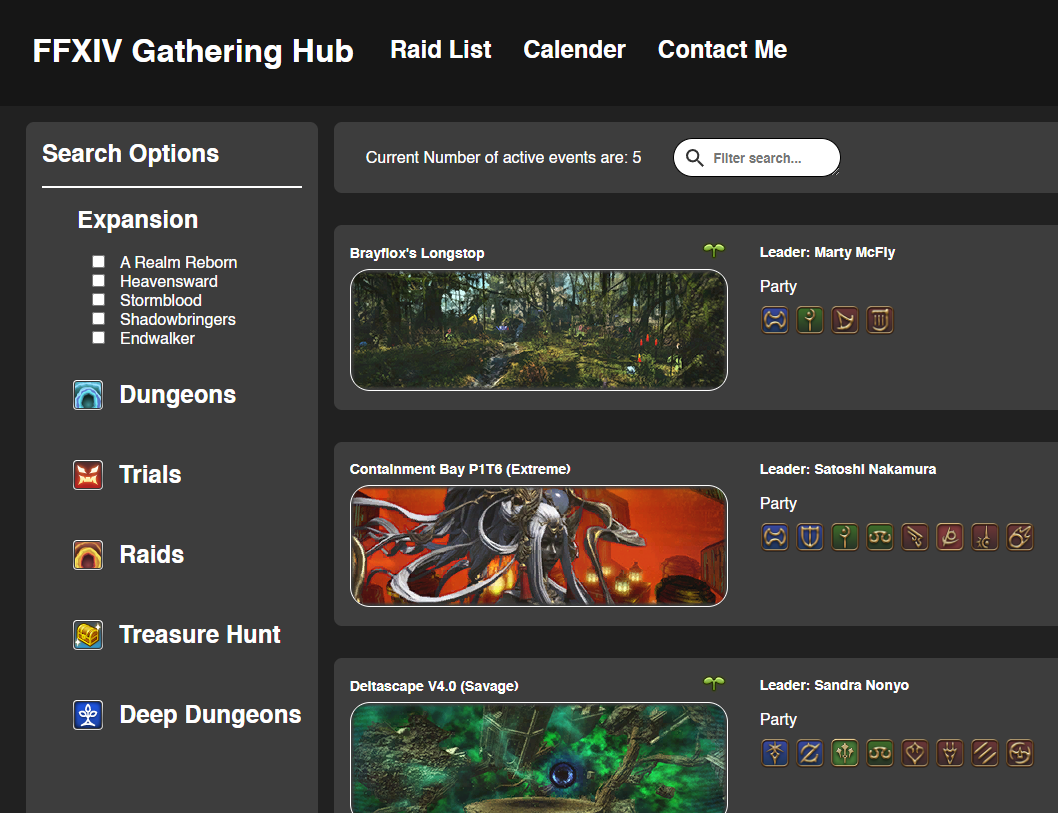 FFXIV Gathering Hub
Raid List
Calender
Contact Me
Search Options
Expansion
A Realm Reborn
Heavensward
Stormblood
Shadowbringers
Endwalker
Dungeons
Trials
Raids
Treasure Hunt
Deep Dungeons
Current Number of active events are: 5
Filter search...
Brayflox's Longstop
Leader: Marty McFly
Party
Containment Bay P1T6 (Extreme)
Leader: Satoshi Nakamura
Party
Deltascape V4.0 (Savage)
Leader: Sandra Nonyo
Party